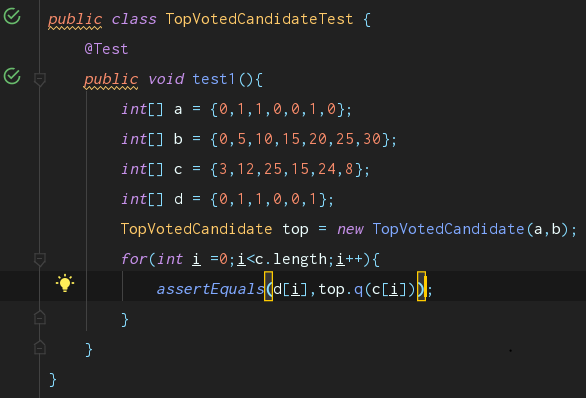 public class TopVotedCandidateTest {
@Test
public void test1(){
int[] a = {0,1,1,0,0,1,0};
int[] b = {0,5,10,15,20,25,30};
int[] c = {3,12,25,15,24,8};
int[] d = {0,1,1,0,0,1};
TopVotedCandidate top = new TopVotedCandidate(a,b);
for(int i =0;i<c.length;i++){
assertEquals(d[i],top.q(c[i]));
}
}
}